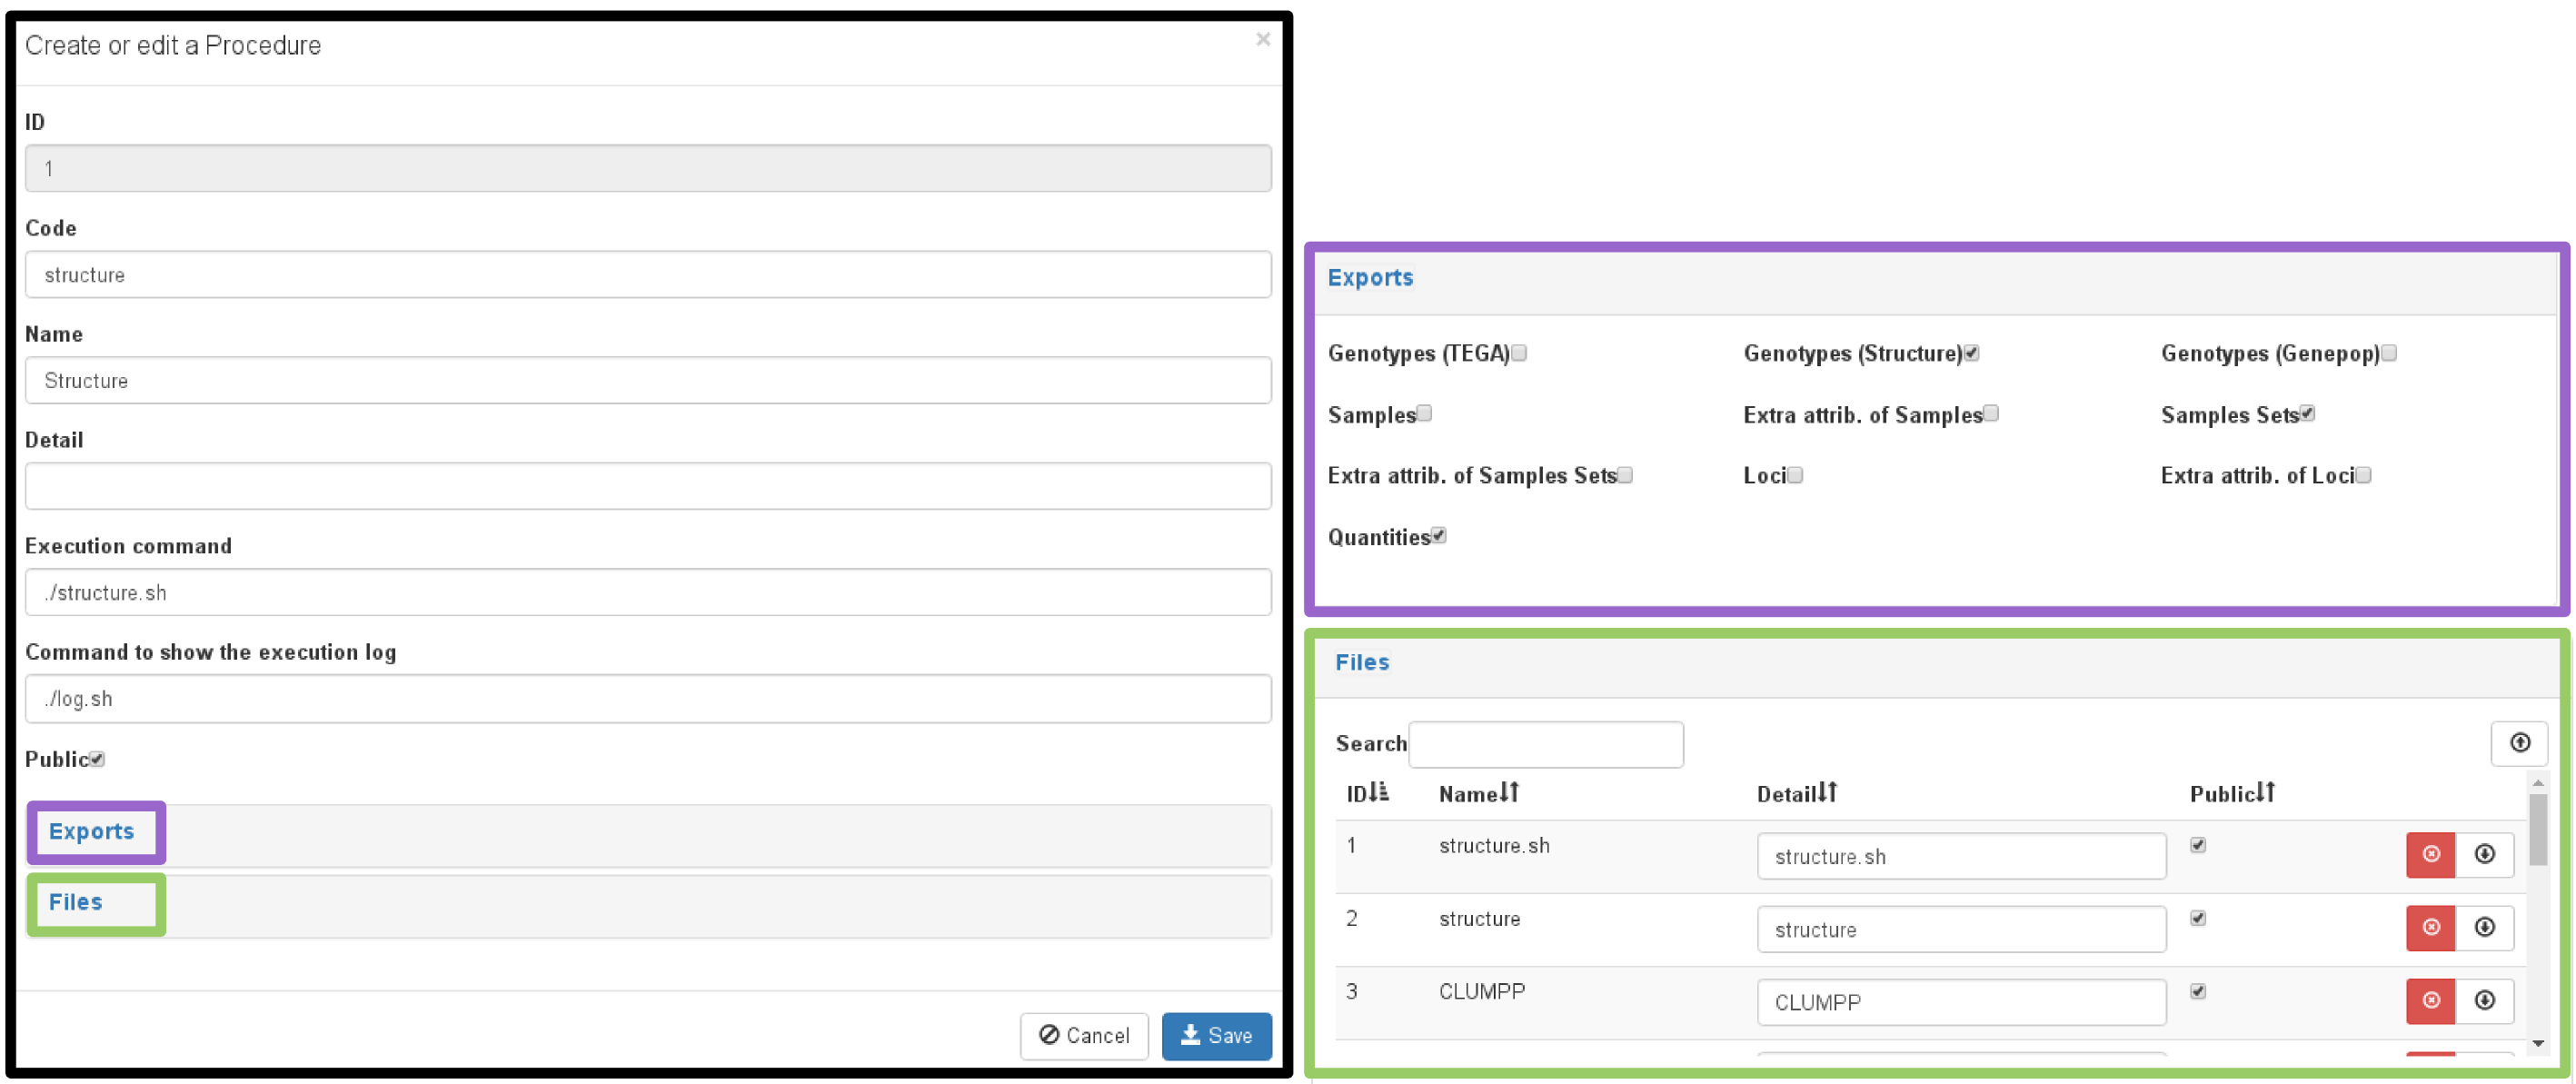 Create or edit a Procedure ×
ID
1
Code
structure
Name
Structure
Detail
Execution command
./structure.sh
Command to show the execution log
./log.sh
Public
Exports
Files
Cancel Save
Exports
Genotypes (TEGA) Genotypes (Structure) Genotypes (Genepop)
Samples Extra attrib. of Samples Samples Sets
Extra attrib. of Samples Sets Loci Extra attrib. of Loci
Quantities
Files
Search
ID Name Detail Public
1 structure.sh structure.sh
2 structure structure
3 CLUMPP CLUMPP